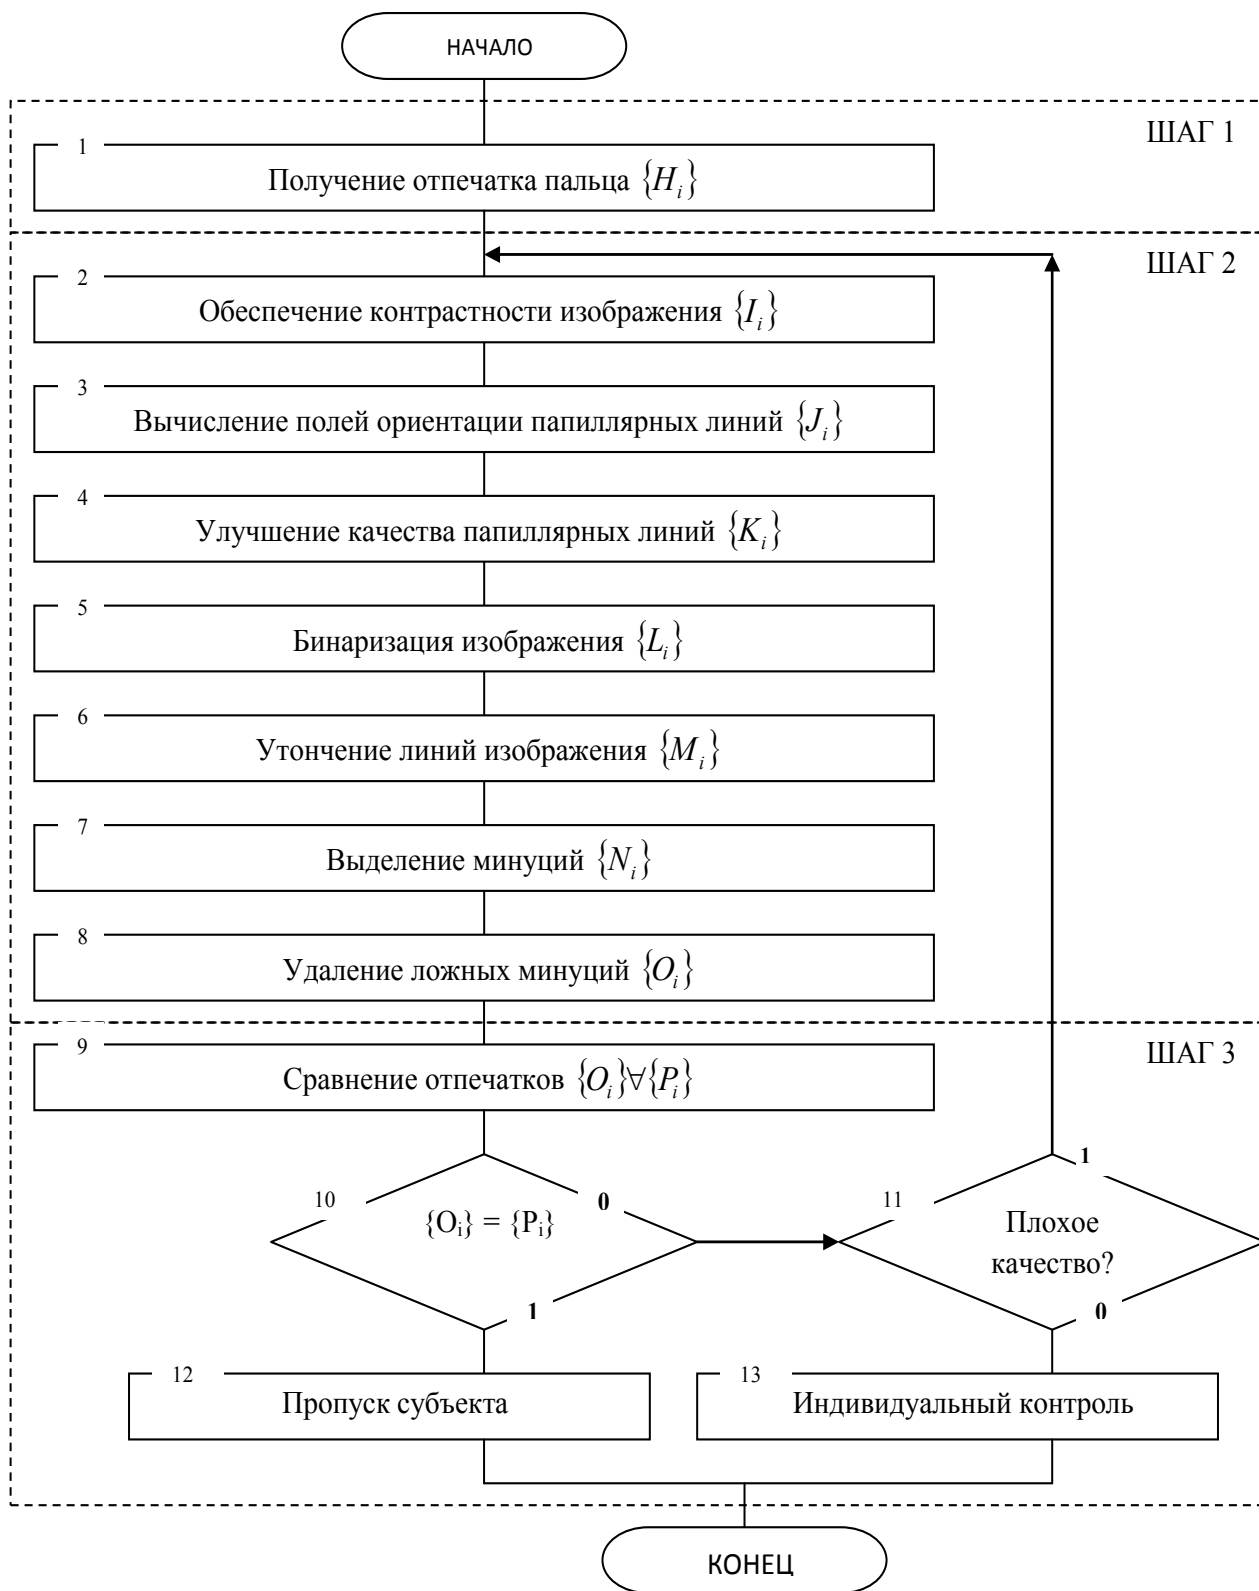 НАЧАЛО
ШАГ 1
1
Получение отпечатка пальца {H_i}
ШАГ 2
2
Обеспечение контрастности изображения {I_i}
3
Вычисление полей ориентации папиллярных линий {J_i}
4
Улучшение качества папиллярных линий {K_i}
5
Бинаризация изображения {L_i}
6
Утончение линий изображения {M_i}
7
Выделение минуций {N_i}
8
Удаление ложных минуций {O_i}
ШАГ 3
9
Сравнение отпечатков {O_i}∀{P_i}
10
{O_i} = {P_i}
0
1
11
1
Плохое
качество?
0
12
Пропуск субъекта
13
Индивидуальный контроль
КОНЕЦ